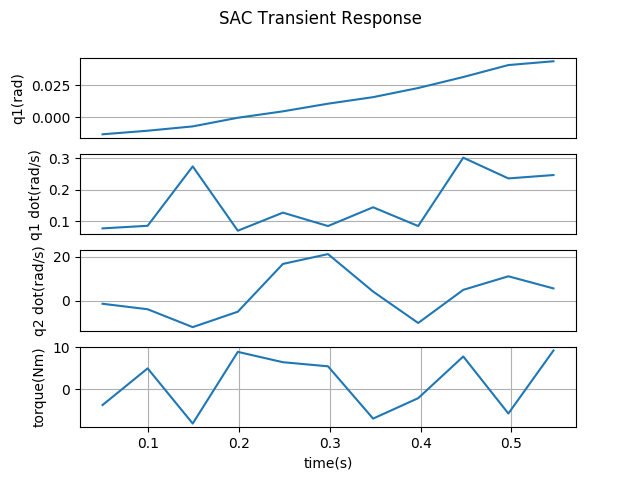 SAC Transient Response
q1(rad)
0.025
0.000
q1 dot(rad/s)
0.3
0.2
0.1
q2 dot(rad/s)
20
0
torque(Nm)
10
0
0.1 0.2 0.3 0.4 0.5
time(s)